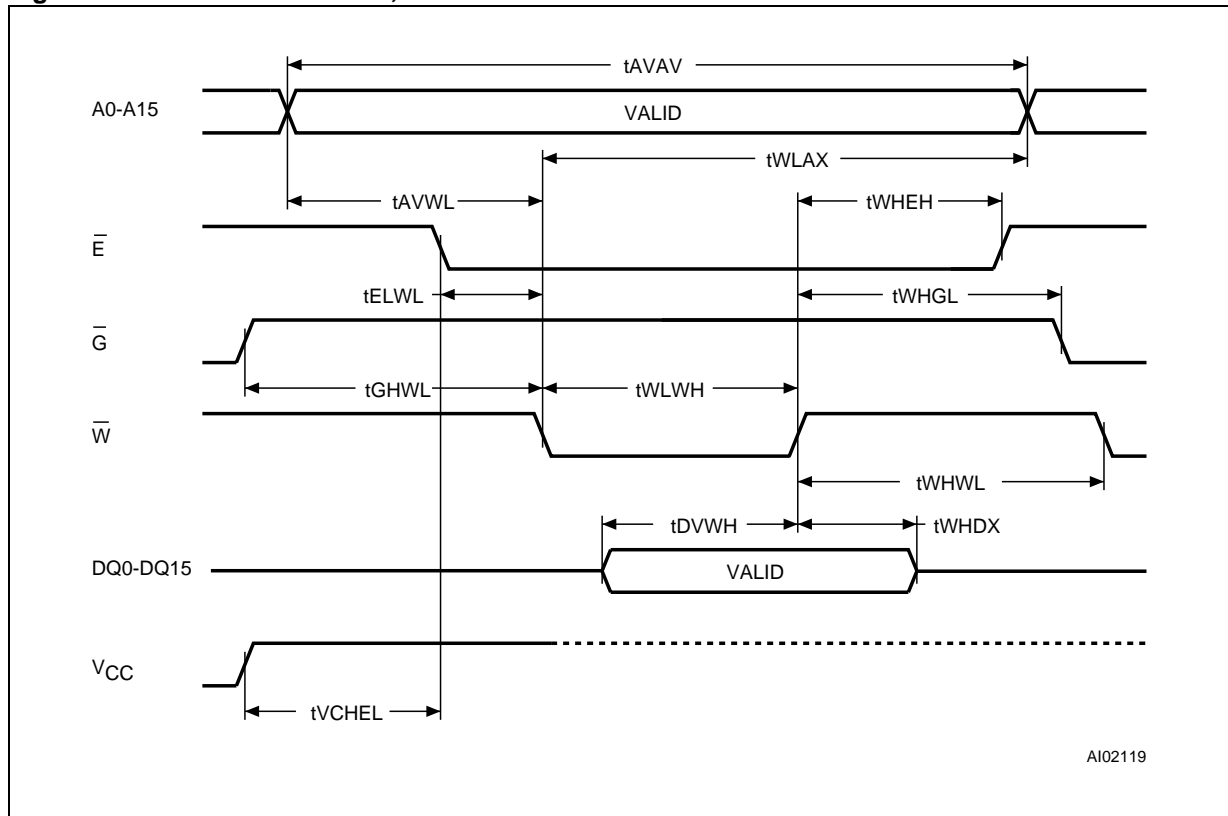 tAVAV
A0-A15
VALID
tWLAX
tAVWL
tWHEH
E
tELWL
tWHGL
G
tGHWL
tWLWH
W
tWHWL
tDVWH
tWHDX
DQ0-DQ15
VALID
VCC
tVCHEL
AI02119